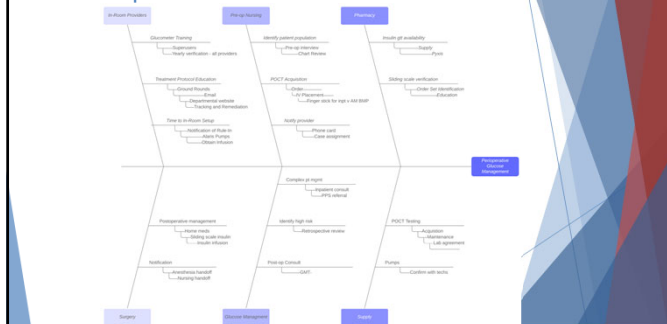 In-Room Providers
Pre-op Nursing
Pharmacy
Glucometer Training
Superusers
Yearly verification - all providers
Identify patient population
Pre-op interview
Chart Review
Insulin gtt availability
Supply
Pyxis
Treatment Protocol Education
Ground Rounds
Email
Departmental website
Tracking and Remediation
POCT Acquisition
Order
IV Placement
Finger stick for
AM BMP
Sliding scale verification
Order Set Identification
Education
Time to In-Room Setup
Notification of Rule-In
Alaris Pumps
Obtain Infusion
Notify provider
Phone card
Case assignment
Perioperative
Glucose
Management
Complex pt mgmt
Inpatient consult
PPS referral
Postoperative management
Home meds
Sliding scale insulin
Insulin infusion
Identify high risk
Retrospective review
POCT Testing
Acquisition
Maintenance
Lab agreement
Notification
Anesthesia handoff
Nursing handoff
Post-op Consult
GMT
Pumps
Confirm with techs
Surgery
Glucose Management
Supply